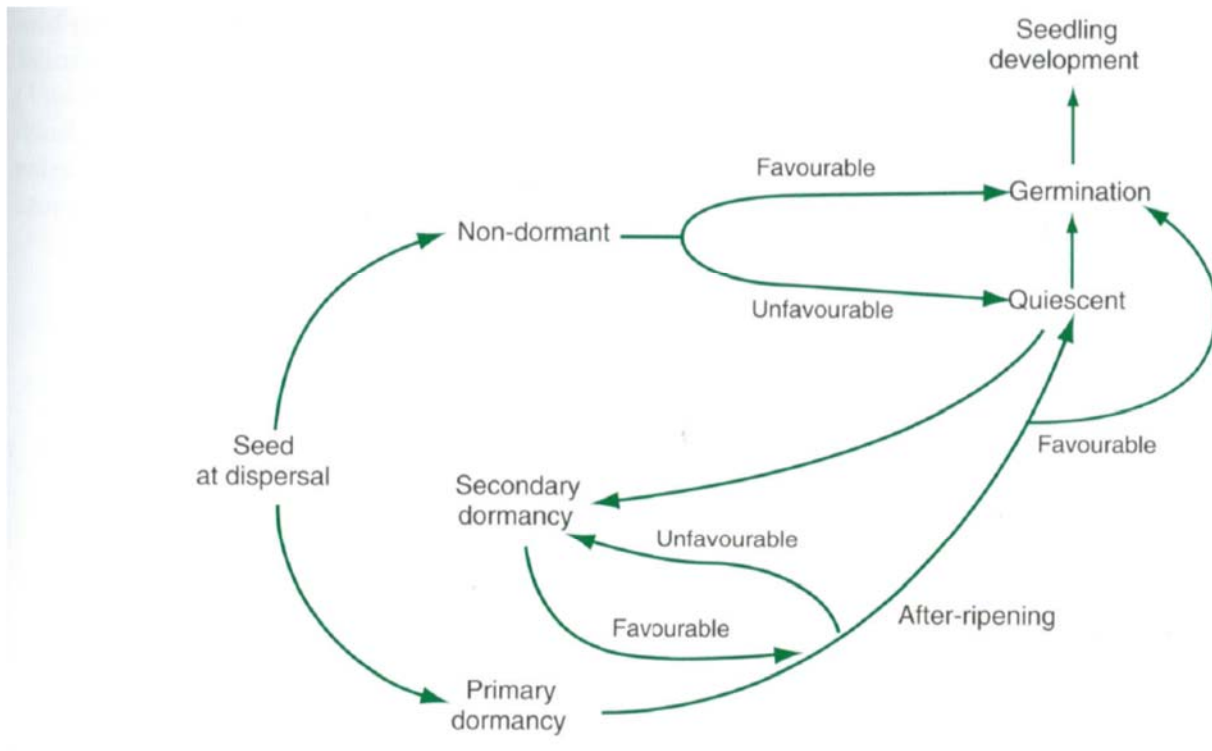 Seedling
development
Favourable
Germination
Non-dormant
Unfavourable
Quiescent
Seed
at dispersal
Favourable
Secondary
dormancy
Unfavourable
After-ripening
Favourable
Primary
dormancy